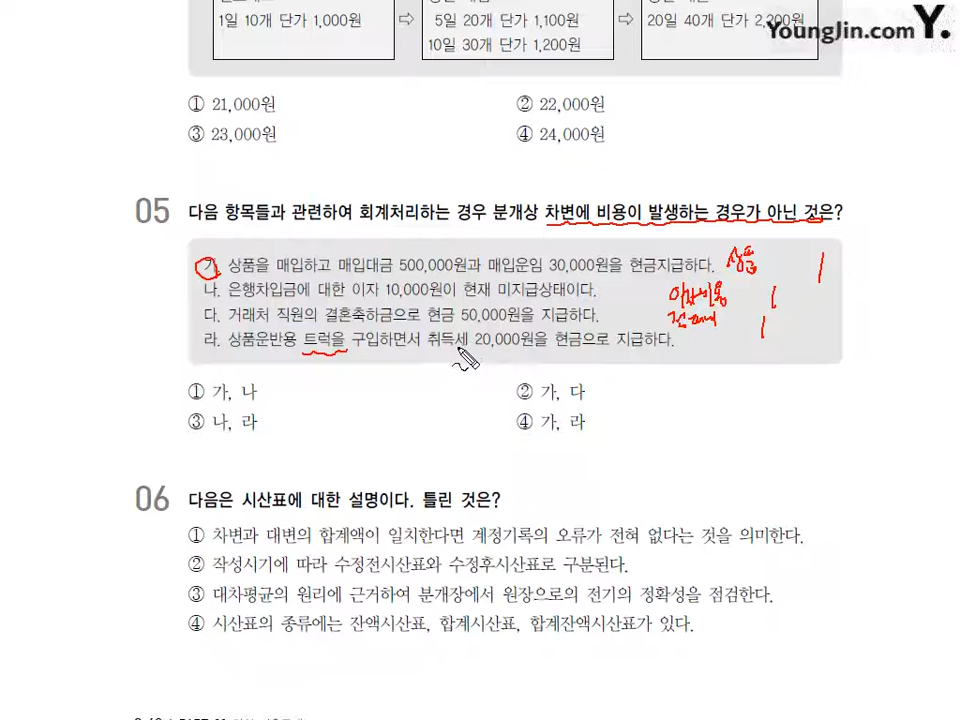 1일 10개 단가 1,000원 ⇨ 5일 20개 단가 1,100원 ⇨ 20일 40개 단가 2,200원
10일 30개 단가 1,200원
YoungJin.com Y.
① 21,000원 ② 22,000원
③ 23,000원 ④ 24,000원
05 다음 항목들과 관련하여 회계처리하는 경우 분개상 차변에 비용이 발생하는 경우가 아닌 것은?
가. 상품을 매입하고 매입대금 500,000원과 매입운임 30,000원을 현금지급하다. 상품
나. 은행차입금에 대한 이자 10,000원이 현재 미지급상태이다. 이자비용
다. 거래처 직원의 결혼축하금으로 현금 50,000원을 지급하다. 접대비
라. 상품운반용 트럭을 구입하면서 취득세 20,000원을 현금으로 지급하다.
① 가, 나 ② 가, 다
③ 나, 라 ④ 가, 라
06 다음은 시산표에 대한 설명이다. 틀린 것은?
① 차변과 대변의 합계액이 일치한다면 계정기록의 오류가 전혀 없다는 것을 의미한다.
② 작성시기에 따라 수정전시산표와 수정후시산표로 구분된다.
③ 대차평균의 원리에 근거하여 분개장에서 원장으로의 전기의 정확성을 점검한다.
④ 시산표의 종류에는 잔액시산표, 합계시산표, 합계잔액시산표가 있다.